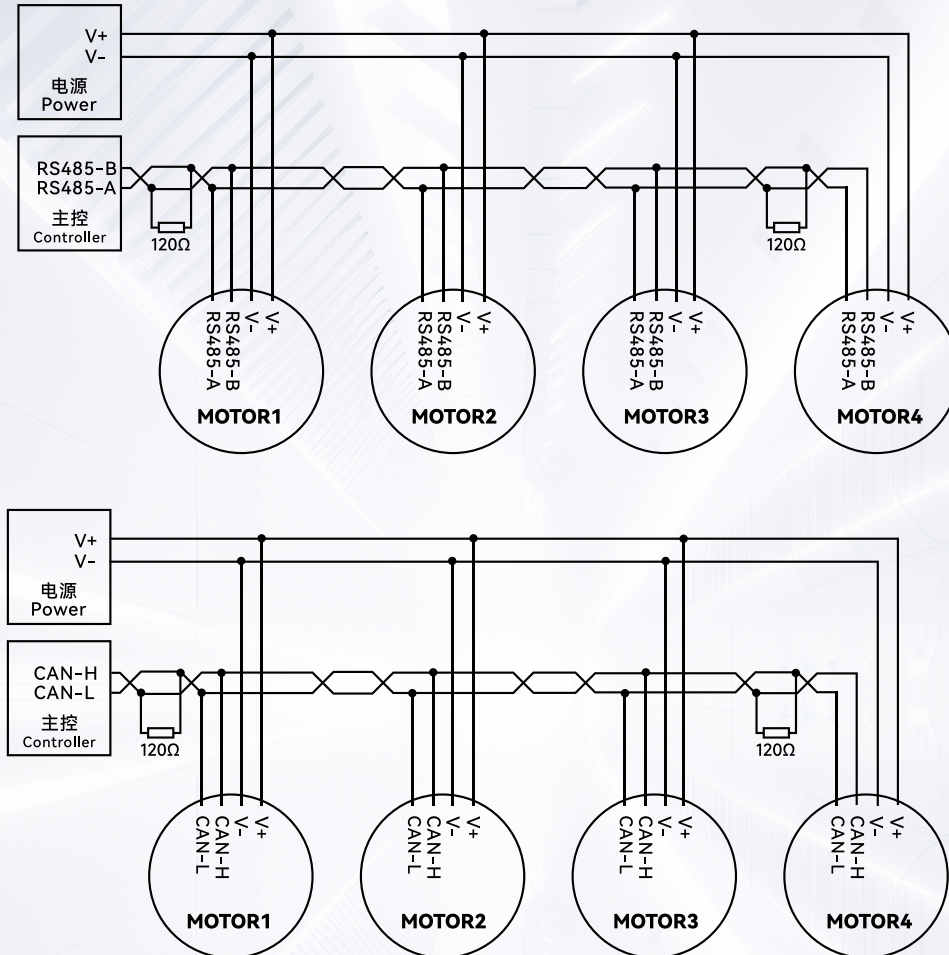 V+
V-
电源
Power
RS485-B
RS485-A
主控
Controller
120Ω
120Ω
RS485-A
RS485-B
V-
V+
MOTOR1
RS485-A
RS485-B
V-
V+
MOTOR2
RS485-A
RS485-B
V-
V+
MOTOR3
RS485-A
RS485-B
V-
V+
MOTOR4
V+
V-
电源
Power
CAN-H
CAN-L
主控
Controller
120Ω
120Ω
CAN-L
CAN-H
V-
V+
MOTOR1
CAN-L
CAN-H
V-
V+
MOTOR2
CAN-L
CAN-H
V-
V+
MOTOR3
CAN-L
CAN-H
V-
V+
MOTOR4